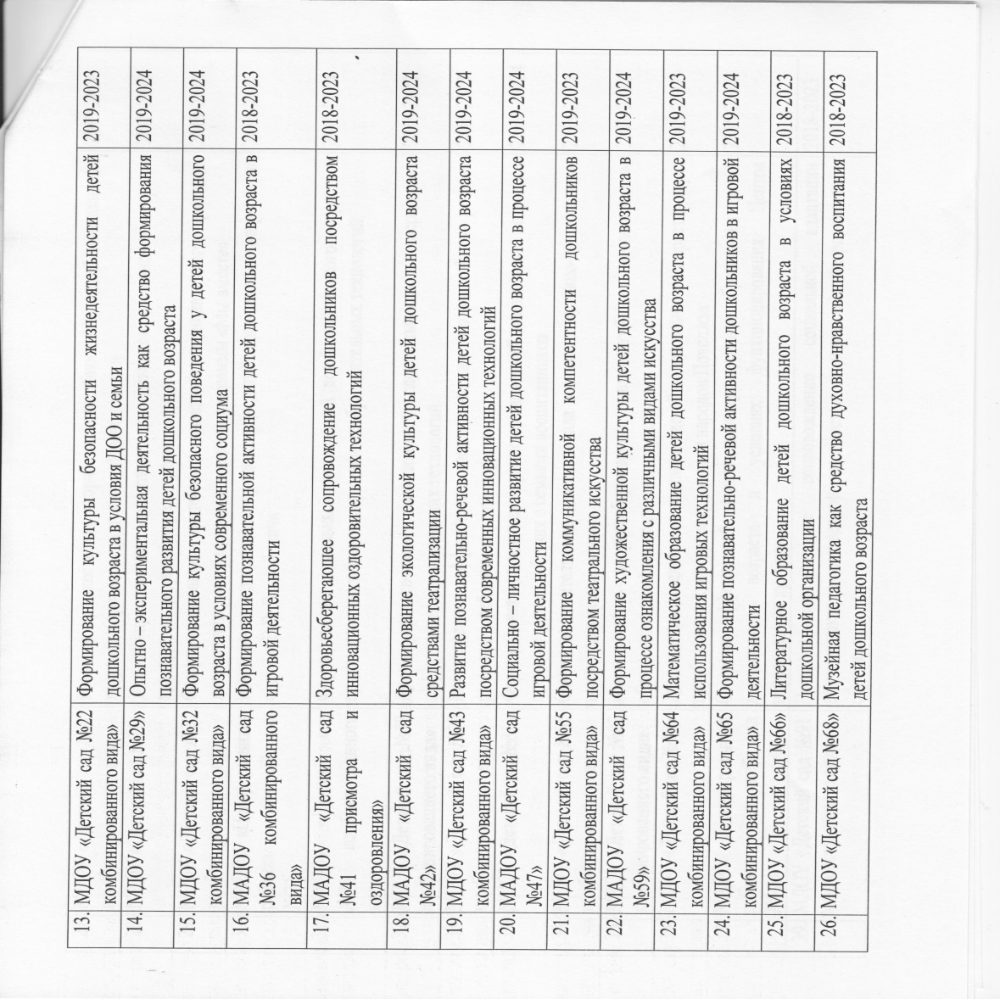 13. МДОУ «Детский сад №22 Формирование культуры безопасности жизнедеятельности детей 2019-2023
комбинированного вида» дошкольного возраста в условия ДОО и семьи
14. МДОУ «Детский сад №29» Опытно – экспериментальная деятельность как средство формирования 2019-2024
познавательного развития детей дошкольного возраста
15. МДОУ «Детский сад №32 Формирование культуры безопасного поведения у детей дошкольного 2019-2024
комбинированного вида» возраста в условиях современного социума
16. МАДОУ «Детский сад Формирование познавательной активности детей дошкольного возраста в 2018-2023
№36 комбинированного игровой деятельности
вида»
17. МАДОУ «Детский сад Здоровьесберегающее сопровождение дошкольников посредством 2018-2023
№41 присмотра и инновационных оздоровительных технологий
оздоровления»
18. МАДОУ «Детский сад Формирование экологической культуры детей дошкольного возраста 2019-2024
№42» средствами театрализации
19. МДОУ «Детский сад №43 Развитие познавательно-речевой активности детей дошкольного возраста 2019-2024
комбинированного вида» посредством современных инновационных технологий
20. МАДОУ «Детский сад Социально – личностное развитие детей дошкольного возраста в процессе 2019-2024
№47» игровой деятельности
21. МДОУ «Детский сад №55 Формирование коммуникативной компетентности дошкольников 2019-2023
комбинированного вида» посредством театрального искусства
22. МАДОУ «Детский сад Формирование художественной культуры детей дошкольного возраста в 2019-2024
№59» процессе ознакомления с различными видами искусства
23. МДОУ «Детский сад №64 Математическое образование детей дошкольного возраста в процессе 2019-2023
комбинированного вида» использования игровых технологий
24. МДОУ «Детский сад №65 Формирование познавательно-речевой активности дошкольников в игровой 2019-2024
комбинированного вида» деятельности
25. МДОУ «Детский сад №66» Литературное образование детей дошкольного возраста в условиях 2018-2023
дошкольной организации
26. МДОУ «Детский сад №68» Музейная педагогика как средство духовно-нравственного воспитания 2018-2023
детей дошкольного возраста